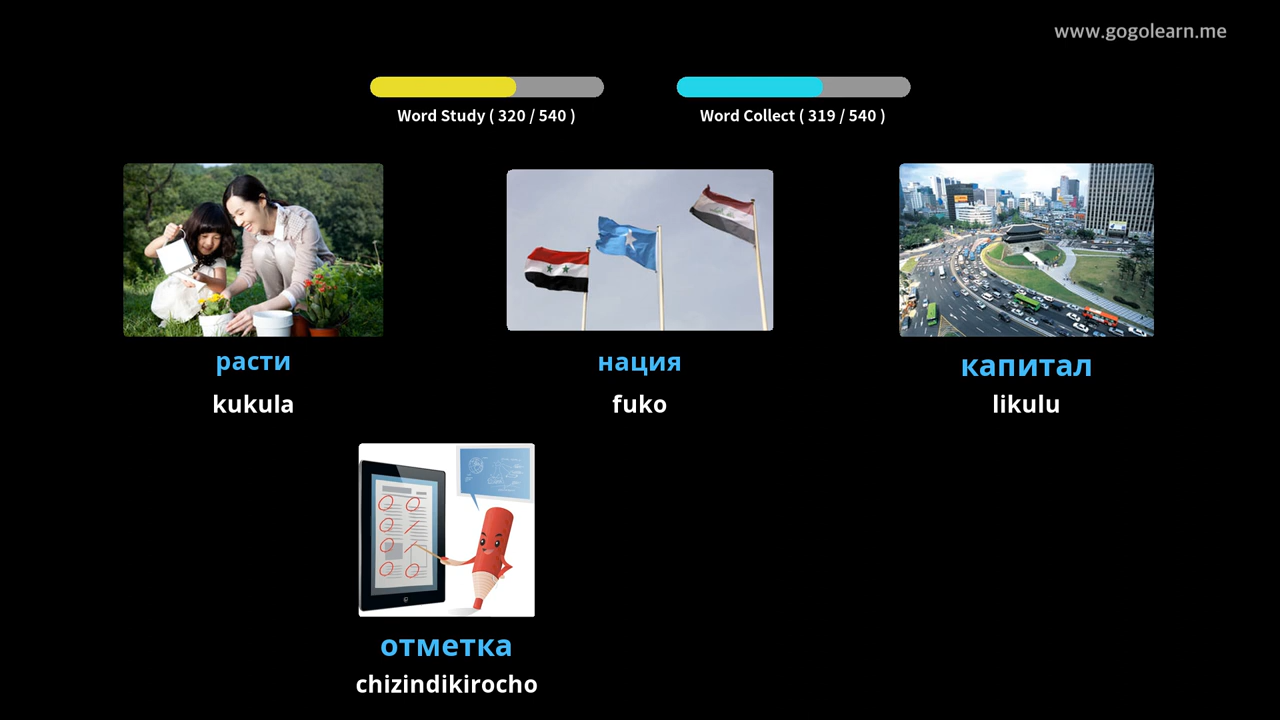 www.gogolearn.me
Word Study ( 320 / 540 )
Word Collect ( 319 / 540 )
расти
нация
капитал
kukula
fuko
likulu
отметка
chizindikirocho